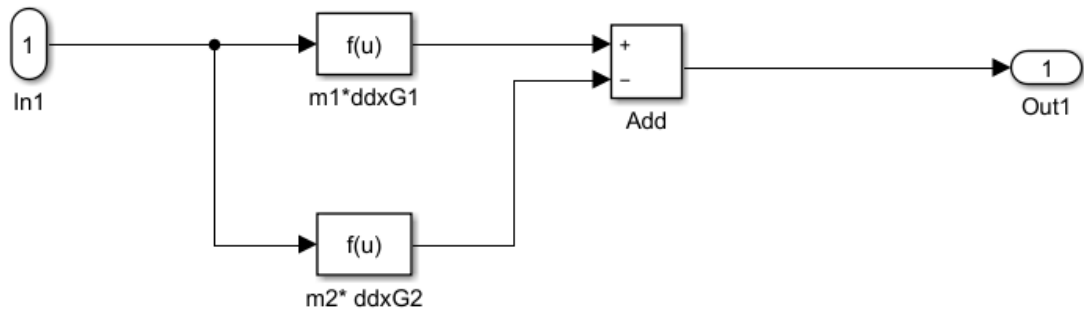 1
In1
f(u)
m1*ddxG1
+
−
Add
1
Out1
f(u)
m2* ddxG2